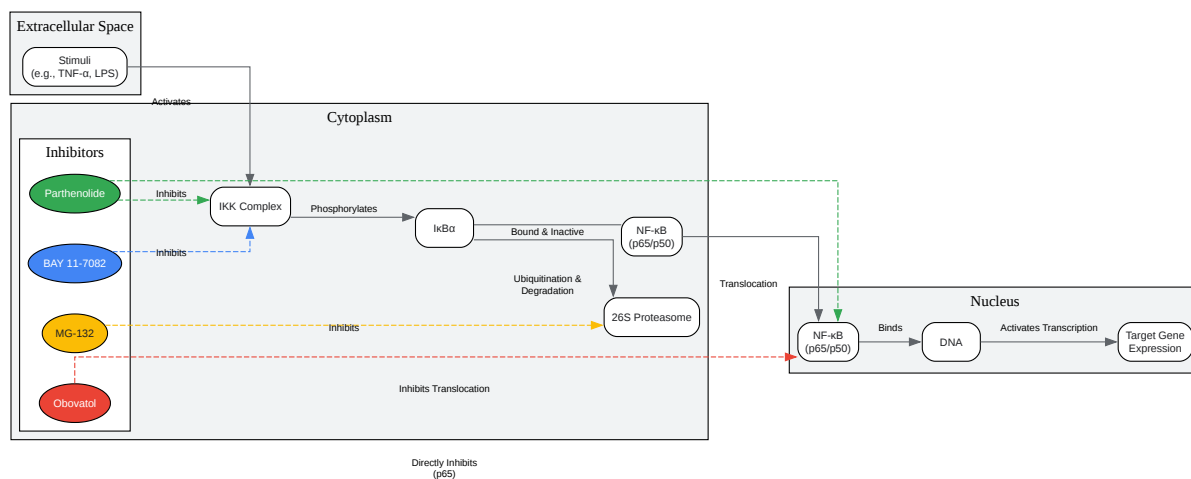 Extracellular Space
Stimuli
(e.g., TNF-α, LPS)
Activates
Cytoplasm
Inhibitors
Parthenolide
Inhibits
IKK Complex
Phosphorylates
IκBα
Bound & Inactive
NF-κB
(p65/p50)
BAY 11-7082
Inhibits
Ubiquitination &
Degradation
Translocation
MG-132
Inhibits
26S Proteasome
Nucleus
NF-κB
(p65/p50)
Binds
DNA
Activates Transcription
Target Gene
Expression
Obovatol
Inhibits Translocation
Directly Inhibits
(p65)